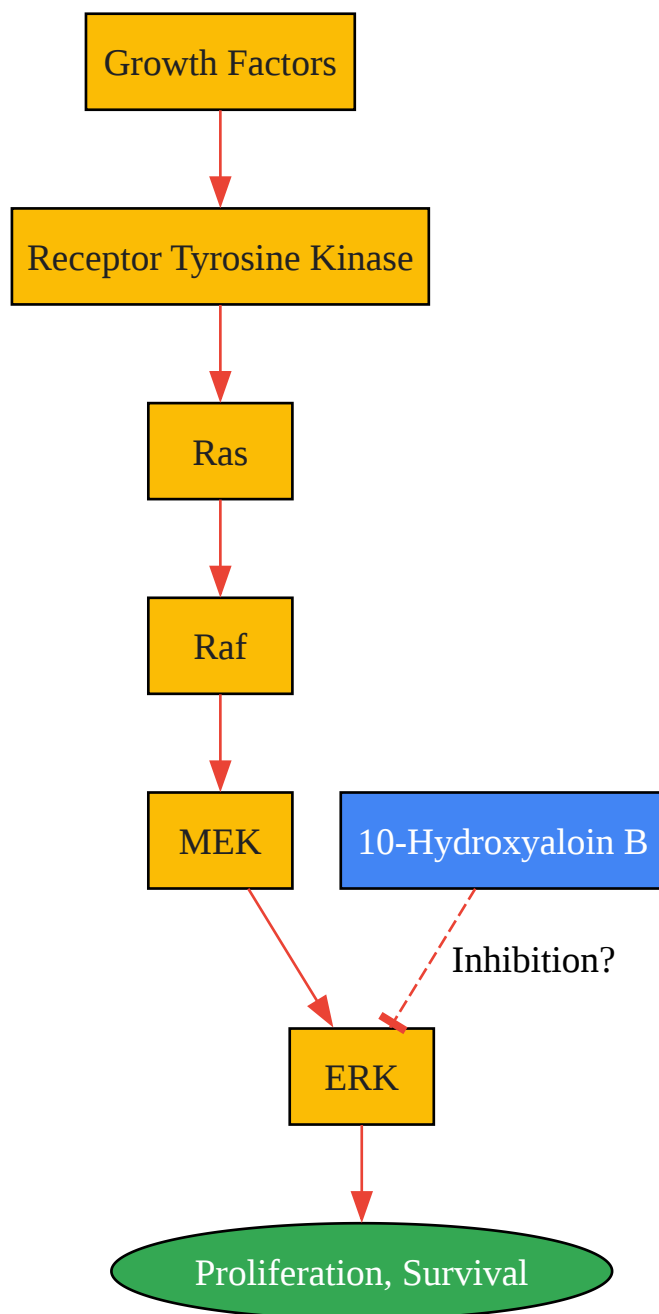 Growth Factors
Receptor Tyrosine Kinase
Ras
Raf
MEK
10-Hydroxyaloin B
Inhibition?
ERK
Proliferation, Survival